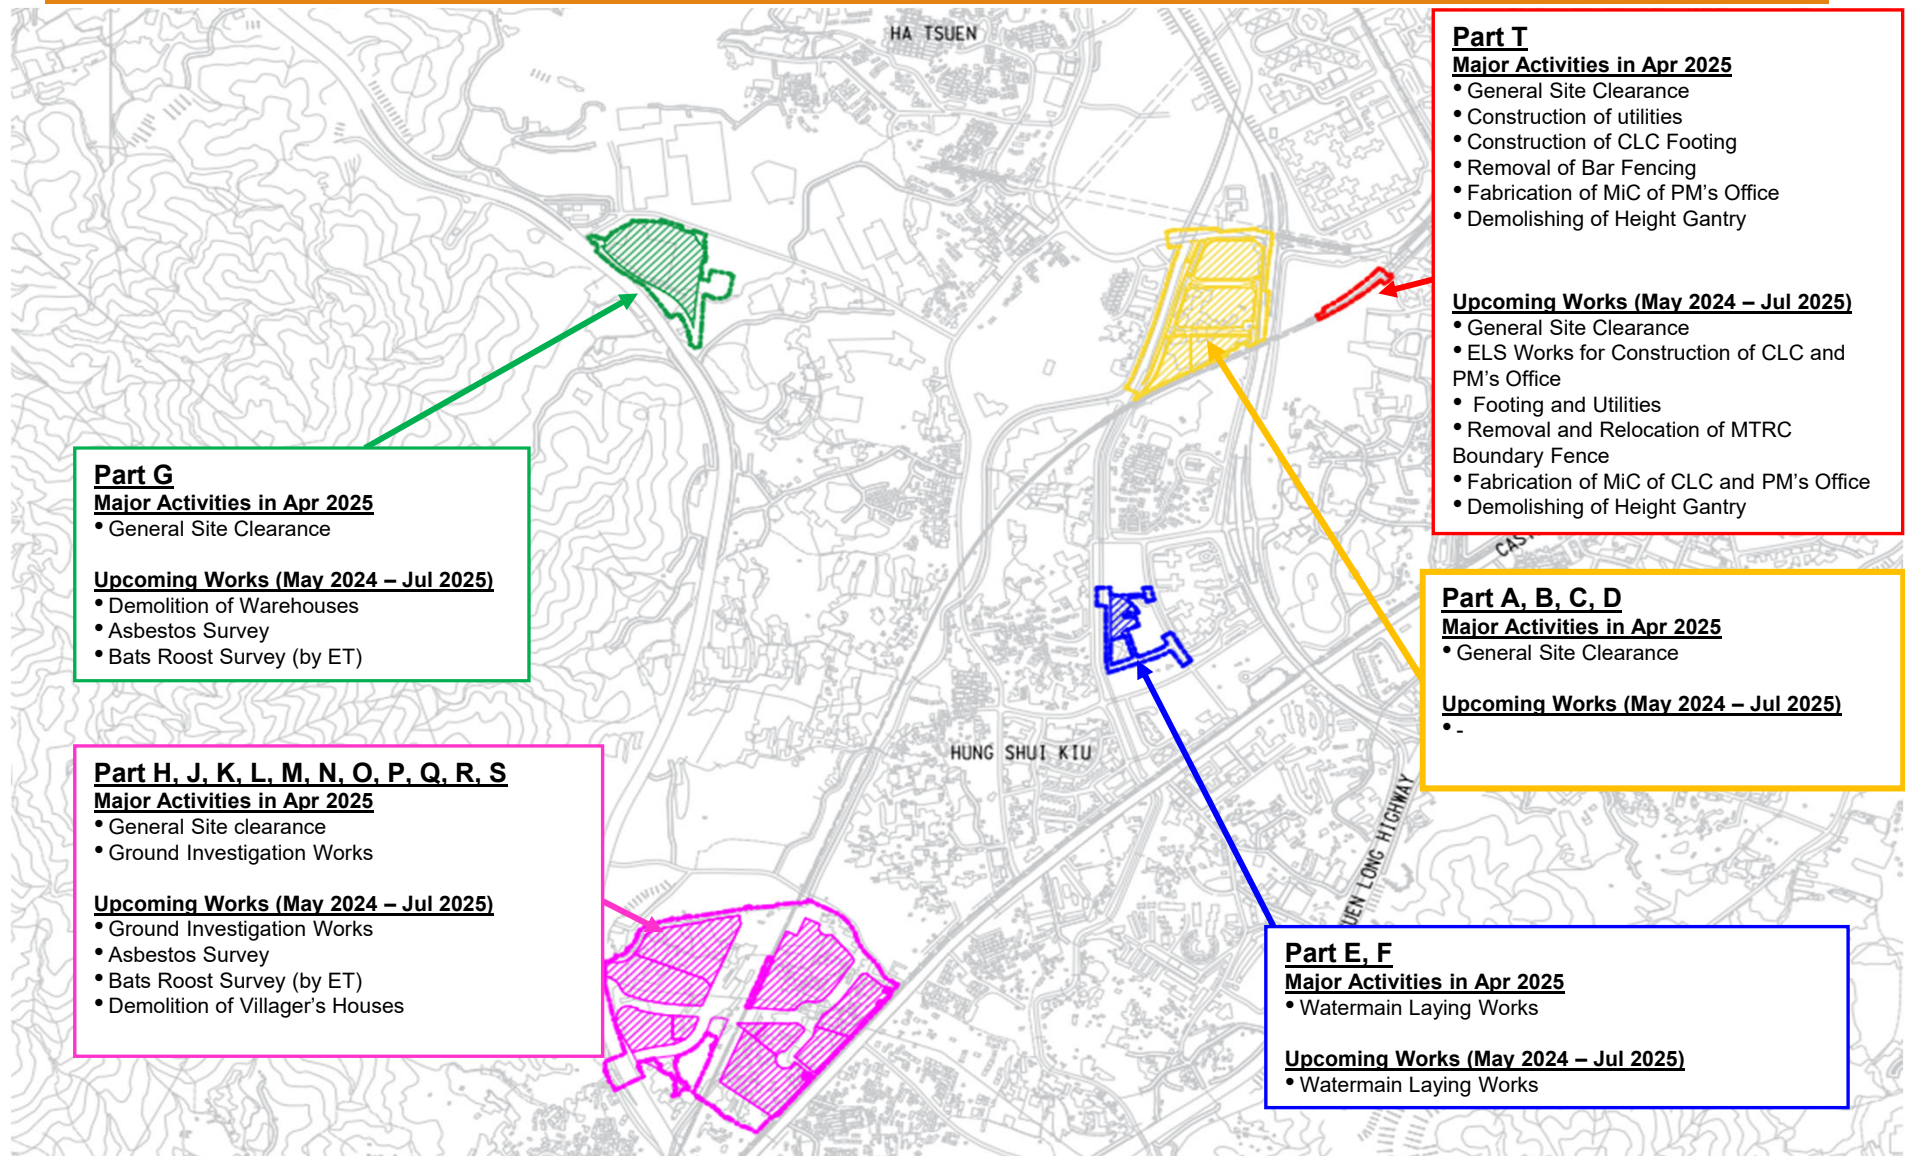 HA TSUEN
Part T
Major Activities in Apr 2025
• General Site Clearance
• Construction of utilities
• Construction of CLC Footing
• Removal of Bar Fencing
• Fabrication of MiC of PM's Office
• Demolishing of Height Gantry
Upcoming Works (May 2024 – Jul 2025)
• General Site Clearance
• ELS Works for Construction of CLC and
PM's Office
• Footing and Utilities
• Removal and Relocation of MTRC
Boundary Fence
• Fabrication of MiC of CLC and PM's Office
• Demolishing of Height Gantry
Part G
Major Activities in Apr 2025
• General Site Clearance
Upcoming Works (May 2024 – Jul 2025)
• Demolition of Warehouses
• Asbestos Survey
• Bats Roost Survey (by ET)
Part A, B, C, D
Major Activities in Apr 2025
• General Site Clearance
Upcoming Works (May 2024 – Jul 2025)
• -
HUNG SHUI KIU
LONG HIGHWAY
Part H, J, K, L, M, N, O, P, Q, R, S
Major Activities in Apr 2025
• General Site clearance
• Ground Investigation Works
Upcoming Works (May 2024 – Jul 2025)
• Ground Investigation Works
• Asbestos Survey
• Bats Roost Survey (by ET)
• Demolition of Villager's Houses
Part E, F
Major Activities in Apr 2025
• Watermain Laying Works
Upcoming Works (May 2024 – Jul 2025)
• Watermain Laying Works